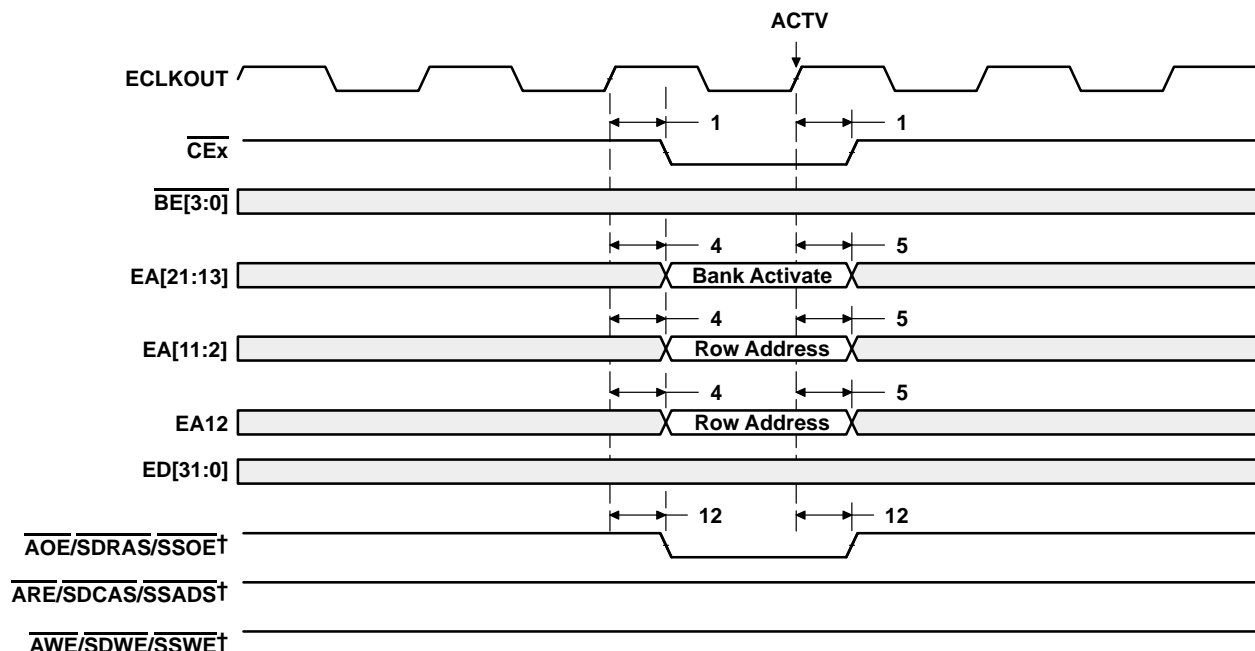 ACTV
ECLKOUT
1 1
CEx
BE[3:0]
4 5
EA[21:13] Bank Activate
4 5
EA[11:2] Row Address
4 5
EA12 Row Address
ED[31:0]
12 12
AOE/SDRAS/SSOE†
ARE/SDCAS/SSADS†
AWE/SDWE/SSWE†